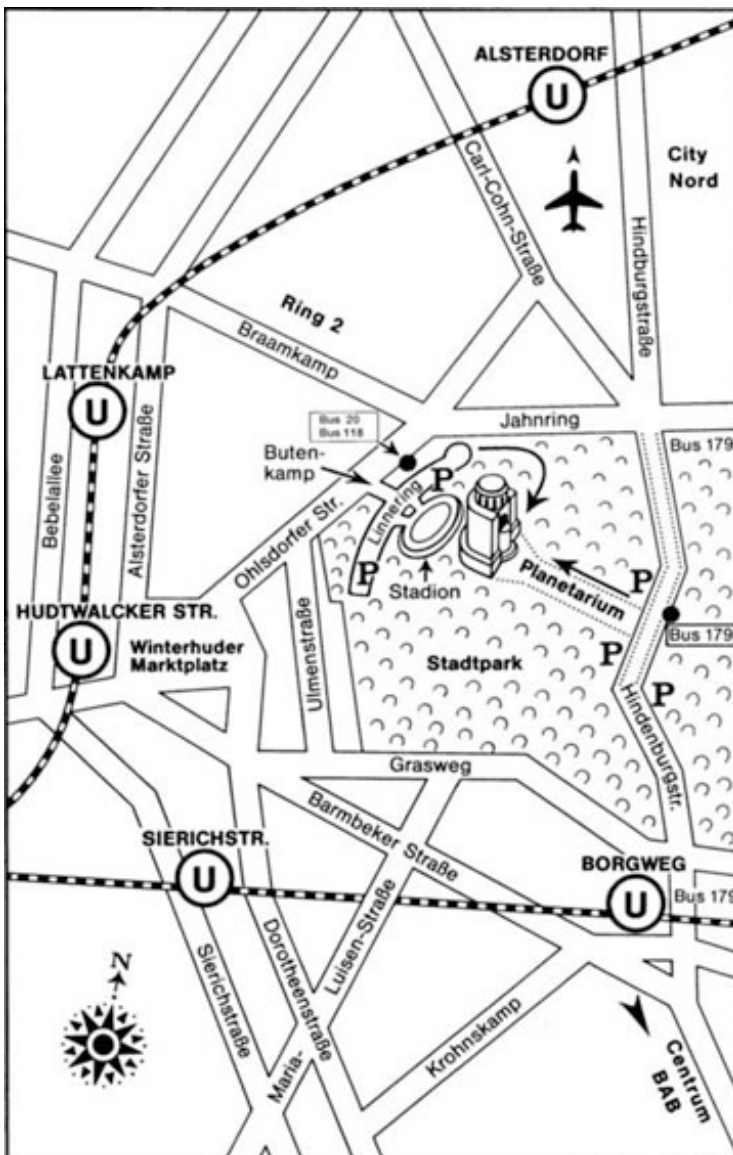 ALSTERDORF
U
City
Nord
Carl-Cohn-Straße
Hindburgstraße
Ring 2
Braamkamp
LATTENKAMP
U
Bebelallee
Alsterdorfer Straße
Bus 20
Bus 118
Jahnring
Bus 179
Buten-
kamp
P
Linnering
P
Ohlsdorfer Str.
Stadion
Planetarium
P
Bus 179
HUDTWALCKER STR.
U
Winterhuder
Marktplatz
Ulmenstraße
Stadtpark
P
P
Hindenburgstr.
Grasweg
Barmbeker Straße
SIERICHSTR.
U
BORGWEG
U
Bus 179
Luisen-Straße
Maria-
Dorotheenstraße
Sierichstraße
Krohnskamp
N
Centrum
BAB